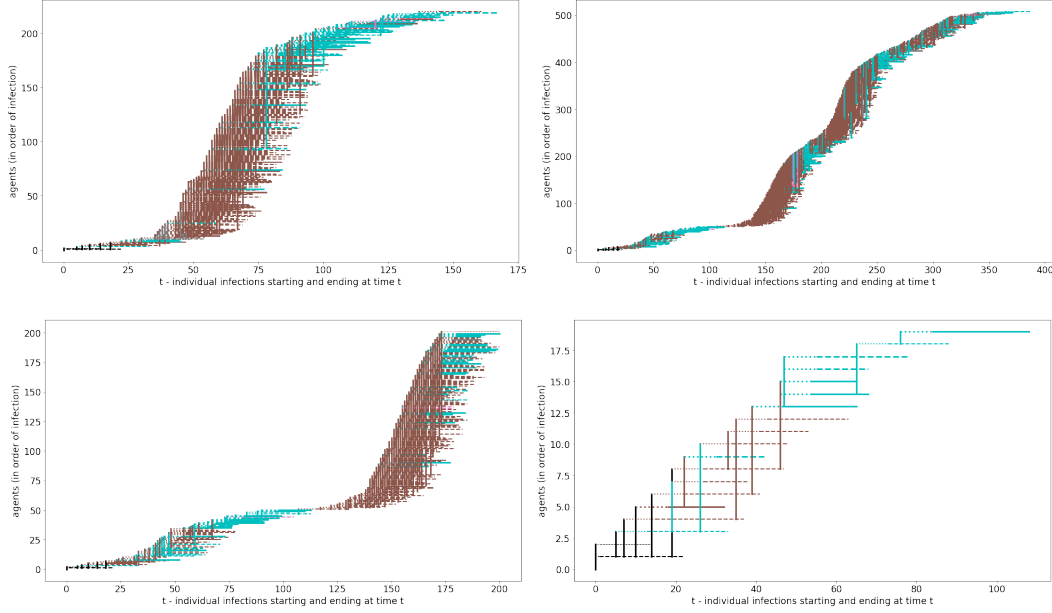 200
150
100
50
0
agents (in order of infection)
0 25 50 75 100 125 150 175
t - individual infections starting and ending at time t
500
400
300
200
100
0
agents (in order of infection)
0 50 100 150 200 250 300 350 400
t - individual infections starting and ending at time t
200
175
150
125
100
75
50
25
0
agents (in order of infection)
0 25 50 75 100 125 150 175 200
t - individual infections starting and ending at time t
17.5
15.0
12.5
10.0
7.5
5.0
2.5
0.0
agents (in order of infection)
0 20 40 60 80 100
t - individual infections starting and ending at time t